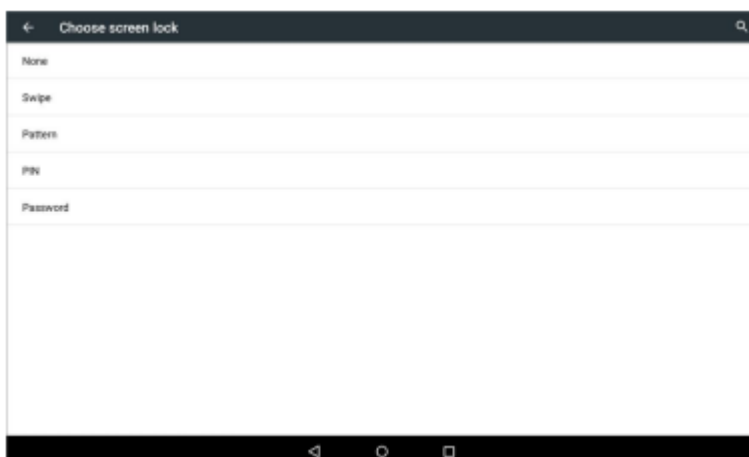 Choose screen lock
None
Swipe
Pattern
PIN
Password